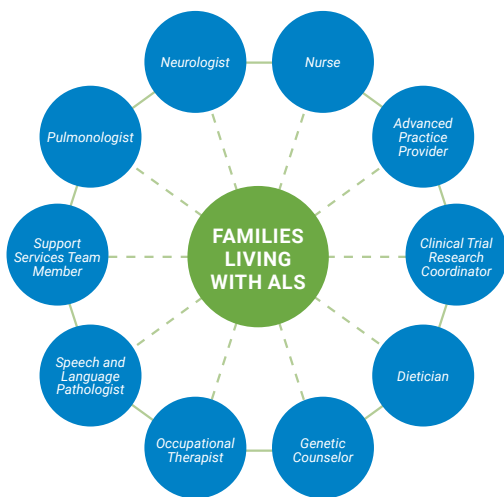 Neurologist
Nurse
Pulmonologist
Advanced
Practice
Provider
FAMILIES
LIVING
WITH ALS
Support
Services Team
Member
Clinical Trial
Research
Coordinator
Speech and
Language
Pathologist
Dietician
Occupational
Therapist
Genetic
Counselor